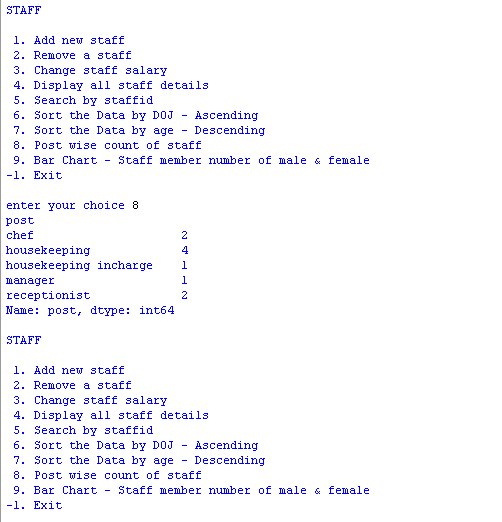 STAFF
1. Add new staff
2. Remove a staff
3. Change staff salary
4. Display all staff details
5. Search by staffid
6. Sort the Data by DOJ - Ascending
7. Sort the Data by age - Descending
8. Post wise count of staff
9. Bar Chart - Staff member number of male & female
-1. Exit
enter your choice 8
post
chef 2
housekeeping 4
housekeeping incharge 1
manager 1
receptionist 2
Name: post, dtype: int64
STAFF
1. Add new staff
2. Remove a staff
3. Change staff salary
4. Display all staff details
5. Search by staffid
6. Sort the Data by DOJ - Ascending
7. Sort the Data by age - Descending
8. Post wise count of staff
9. Bar Chart - Staff member number of male & female
-1. Exit